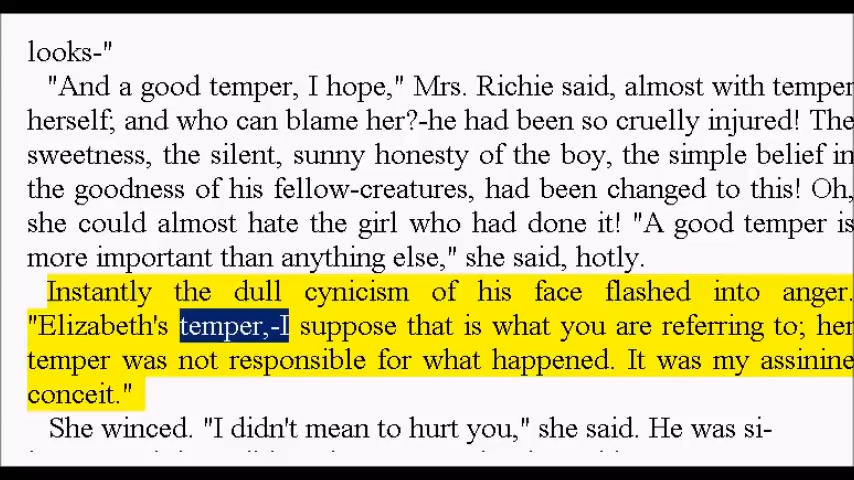 looks-"
"And a good temper, I hope," Mrs. Richie said, almost with temper
herself; and who can blame her?-he had been so cruelly injured! The
sweetness, the silent, sunny honesty of the boy, the simple belief in
the goodness of his fellow-creatures, had been changed to this! Oh,
she could almost hate the girl who had done it! "A good temper is
more important than anything else," she said, hotly.
Instantly the dull cynicism of his face flashed into anger.
"Elizabeth's temper,-I suppose that is what you are referring to; her
temper was not responsible for what happened. It was my assinine
conceit."
She winced. "I didn't mean to hurt you," she said. He was si-